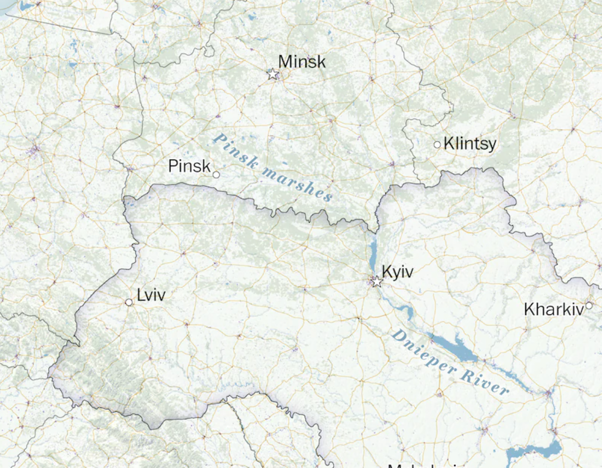 Minsk
Klintsy
Pinsk marshes
Pinsk
Kyiv
Lviv
Kharkiv
Dnieper River